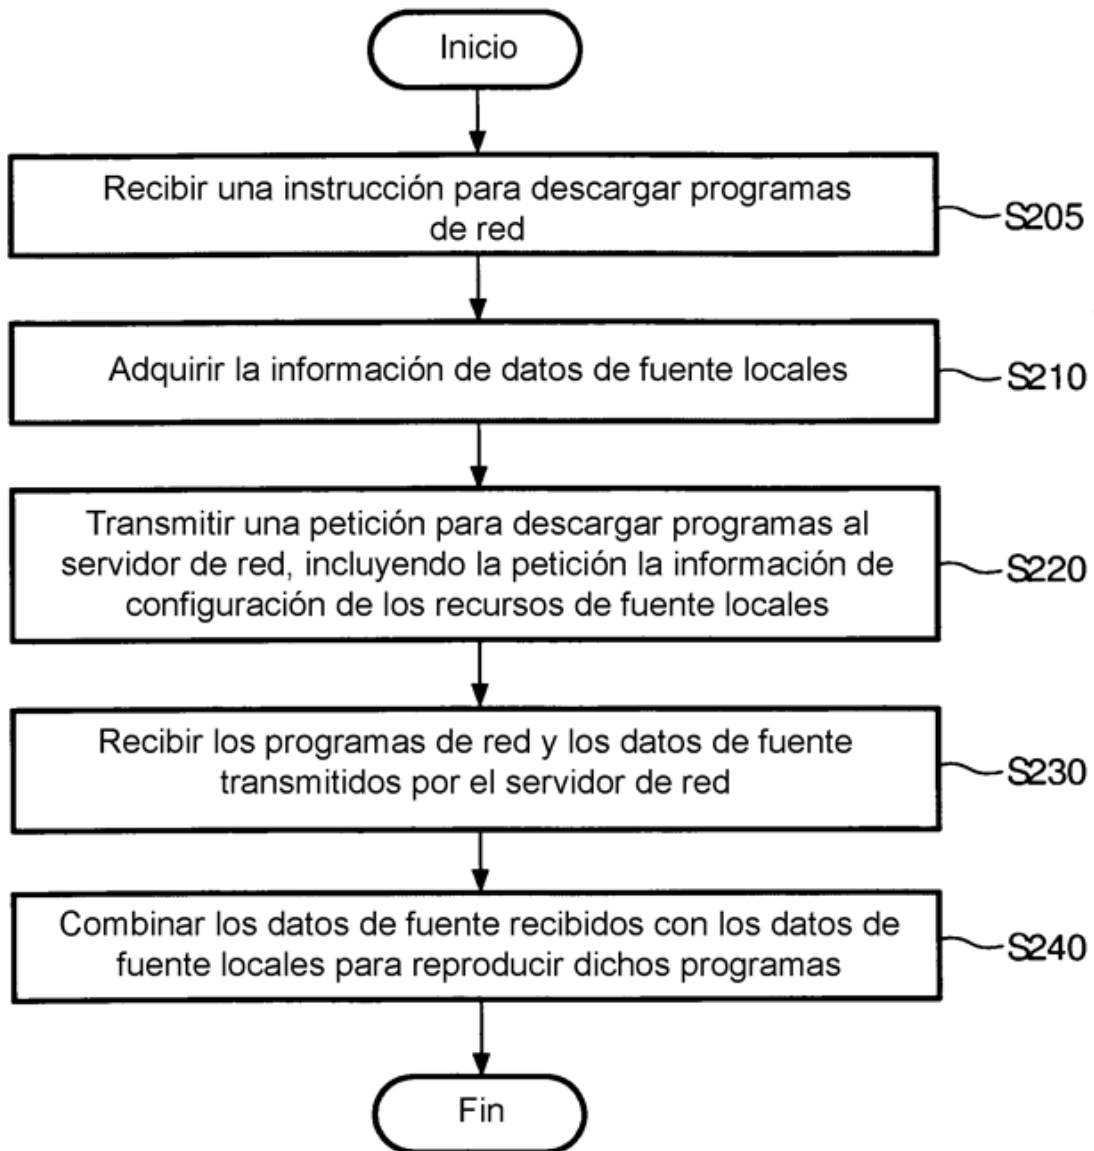 Inicio
Recibir una instrucción para descargar programas
de red
S205
Adquirir la información de datos de fuente locales
S210
Transmitir una petición para descargar programas al
servidor de red, incluyendo la petición la información de
configuración de los recursos de fuente locales
S220
Recibir los programas de red y los datos de fuente
transmitidos por el servidor de red
S230
Combinar los datos de fuente recibidos con los datos de
fuente locales para reproducir dichos programas
S240
Fin